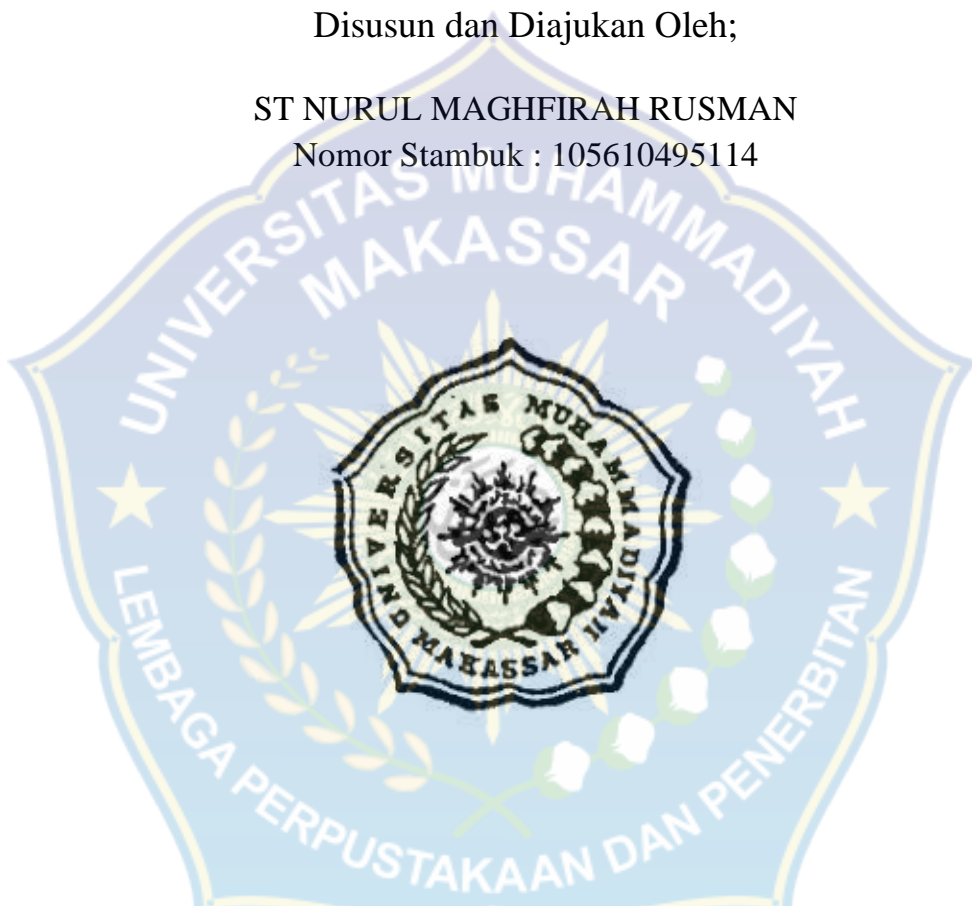 Disusun dan Diajukan Oleh;
ST NURUL MAGHFIRAH RUSMAN
Nomor Stambuk : 105610495114
UNIVERSITAS MUHAMMADIYAH
MAKASSAR
LEMBAGA PERPUSTAKAAN DAN PENERBITAN
UNIVERSITAS MUHAMMADIYAH
MAKASSAR